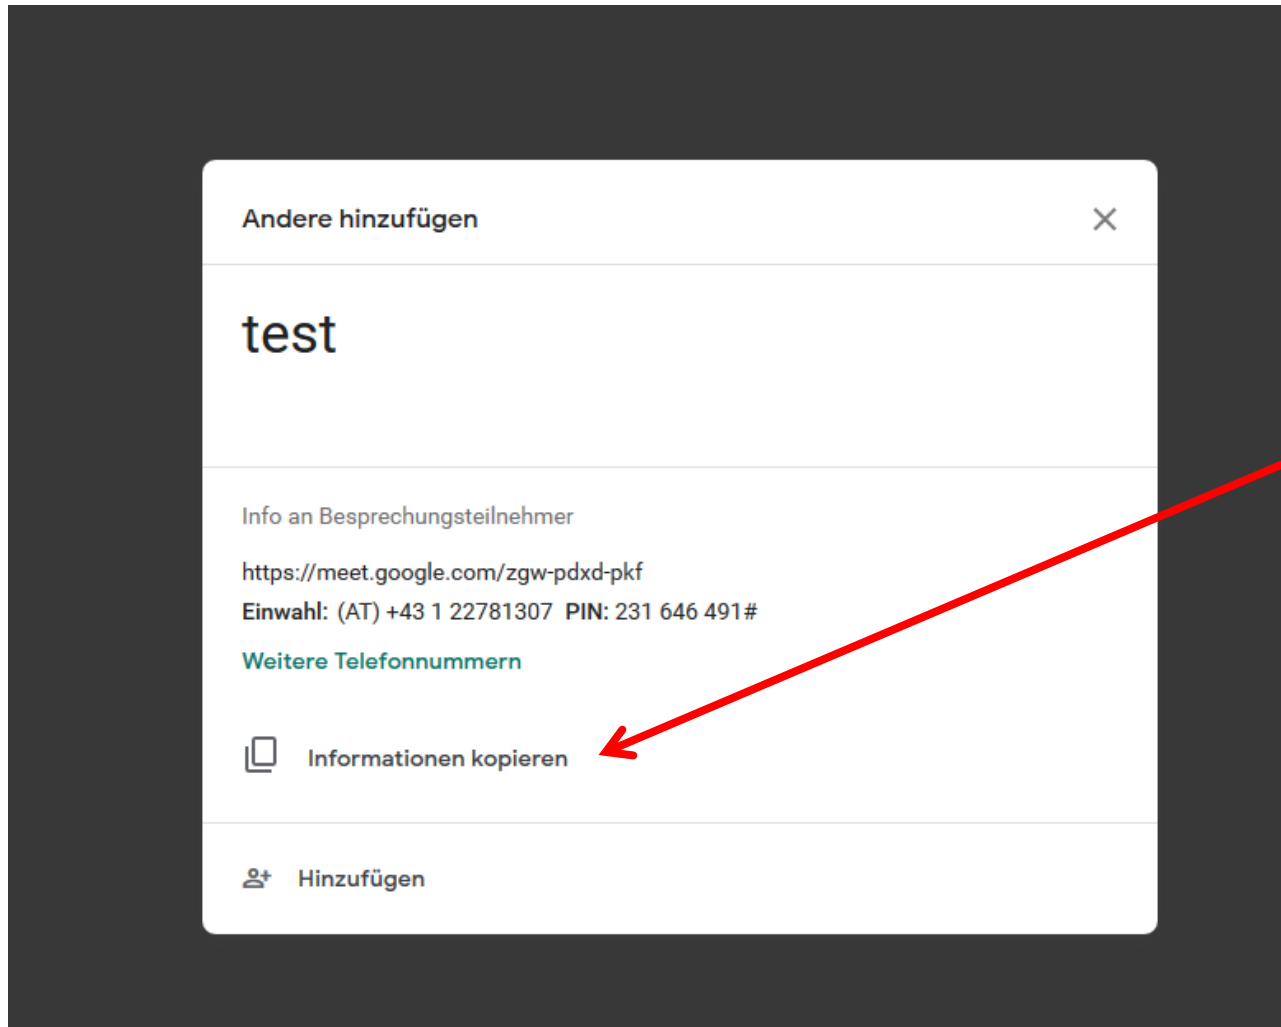 Andere hinzufügen
test
Info an Besprechungsteilnehmer
https://meet.google.com/zgw-pdxd-pkf
Einwahl: (AT) +43 1 22781307 PIN: 231 646 491#
Weitere Telefonnummern
Informationen kopieren
Hinzufügen